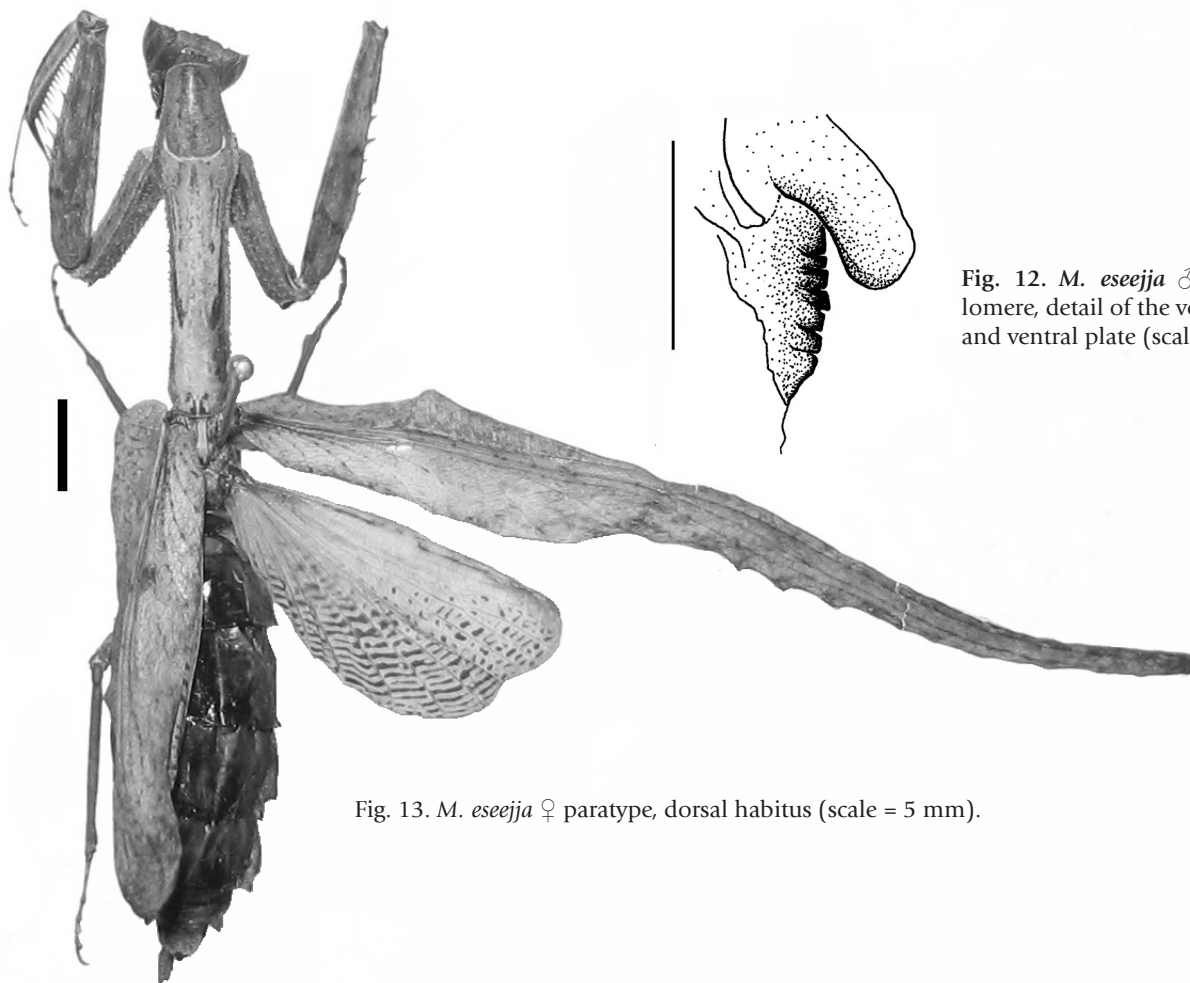 Fig. 12. M. eseejja ♂
lomere, detail of the
and ventral plate
Fig. 13. M. eseejja ♀ paratype, dorsal habitus (scale = 5 mm).